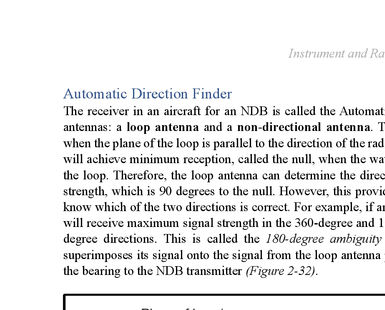 Instrument and Ra
Automatic Direction Finder
The receiver in an aircraft for an NDB is called the Automat
antennas: a loop antenna and a non-directional antenna. T
when the plane of the loop is parallel to the direction of the rad
will achieve minimum reception, called the null, when the wa
the loop. Therefore, the loop antenna can determine the direc
strength, which is 90 degrees to the null. However, this provid
know which of the two directions is correct. For example, if an
will receive maximum signal strength in the 360-degree and 1
degree directions. This is called the 180-degree ambiguity
superimposes its signal onto the signal from the loop antenna
the bearing to the NDB transmitter (Figure 2-32).